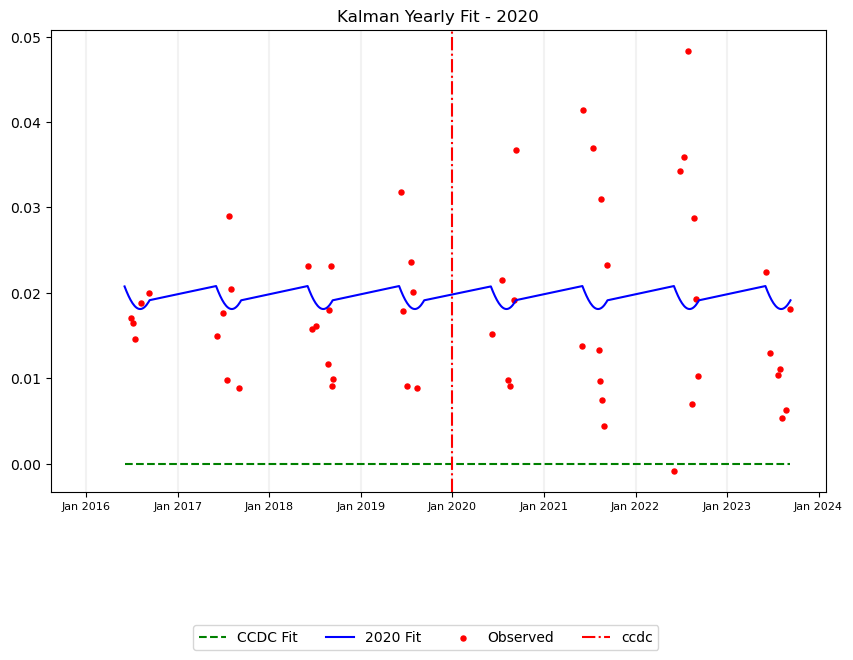 Kalman Yearly Fit - 2020
0.05
0.04
0.03
0.02
0.01
0.00
Jan 2016 Jan 2017 Jan 2018 Jan 2019 Jan 2020 Jan 2021 Jan 2022 Jan 2023 Jan 2024
CCDC Fit 2020 Fit Observed ccdc